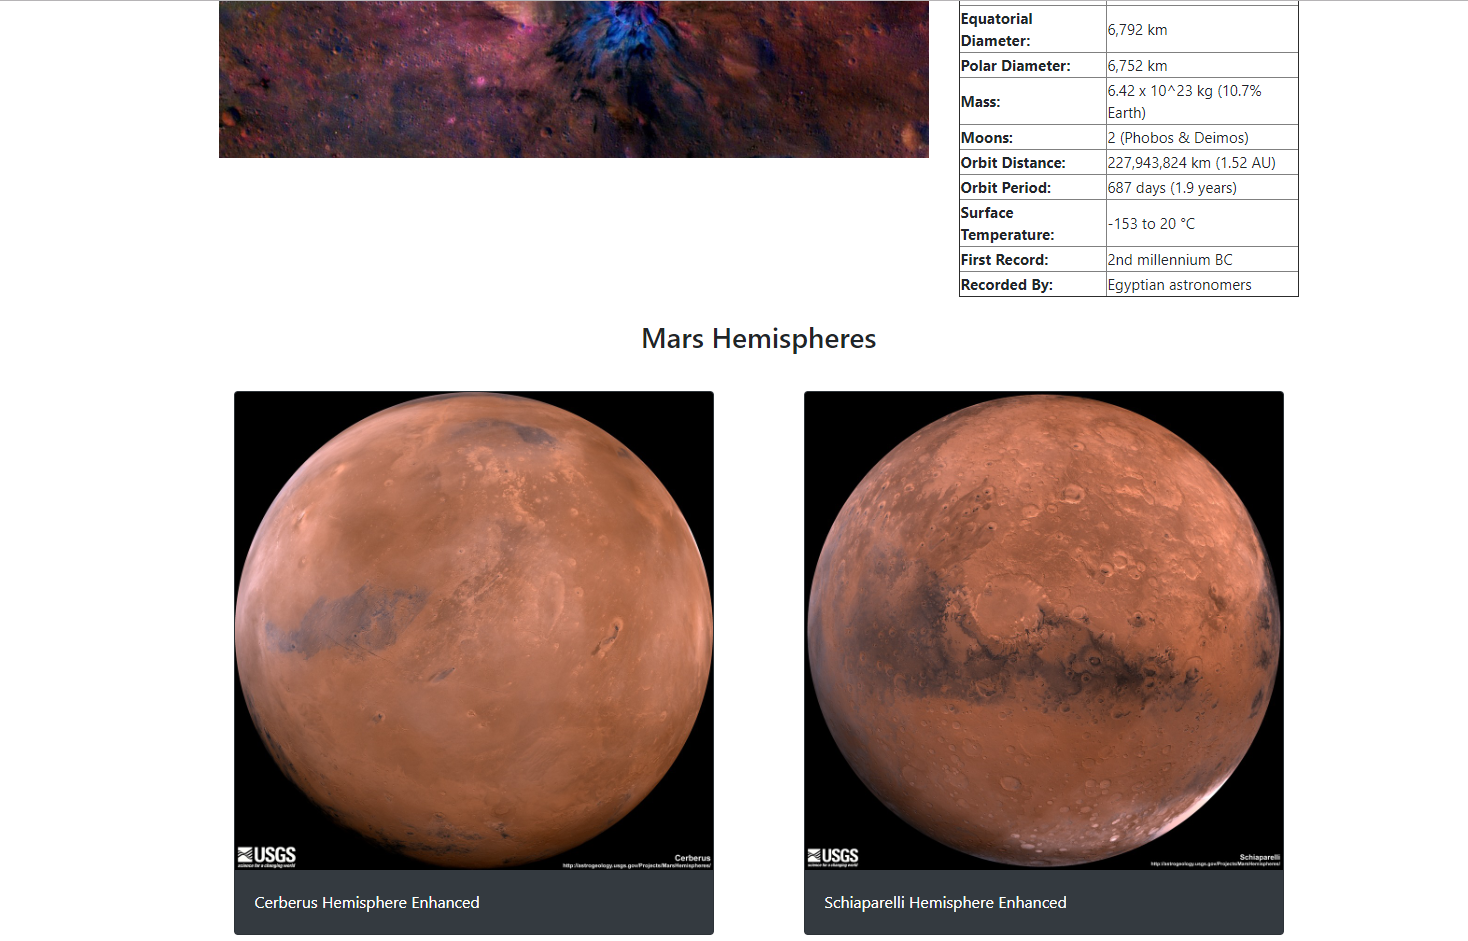 Equatorial
Diameter:
6,792 km
Polar Diameter:
6,752 km
Mass:
6.42 x 10^23 kg (10.7%
Earth)
Moons:
2 (Phobos & Deimos)
Orbit Distance:
227,943,824 km (1.52 AU)
Orbit Period:
687 days (1.9 years)
Surface
Temperature:
-153 to 20 °C
First Record:
2nd millennium BC
Recorded By:
Egyptian astronomers
Mars Hemispheres
USGS
science for a changing world
Cerberus
http://astrogeology.usgs.gov/Projects/MarsHemispheres/
Cerberus Hemisphere Enhanced
USGS
science for a changing world
Schiaparelli
http://astrogeology.usgs.gov/Projects/MarsHemispheres/
Schiaparelli Hemisphere Enhanced